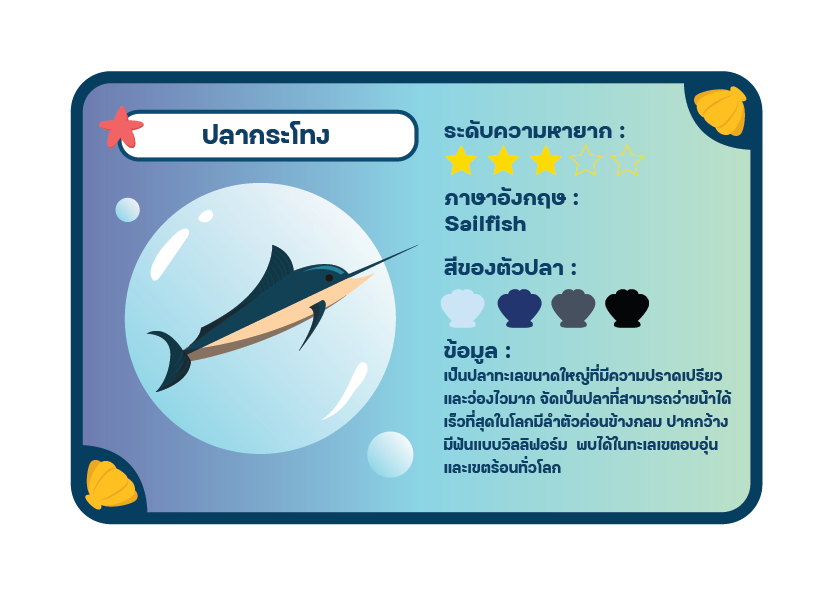 ปลากระโทง
ระดับความหายาก :
ภาษาอังกฤษ :
Sailfish
สีของตัวปลา :
ข้อมูล :
เป็นปลาทะเลขนาดใหญ่ที่มีความปราดเปรียว
และว่องไวมาก จัดเป็นปลาที่สามารถว่ายน้ำได้
เร็วที่สุดในโลกมีลำตัวค่อนข้างกลม ปากกว้าง
มีฟันแบบวิลลิฟอร์ม พบได้ในทะเลเขตอบอุ่น
และเขตร้อนทั่วโลก